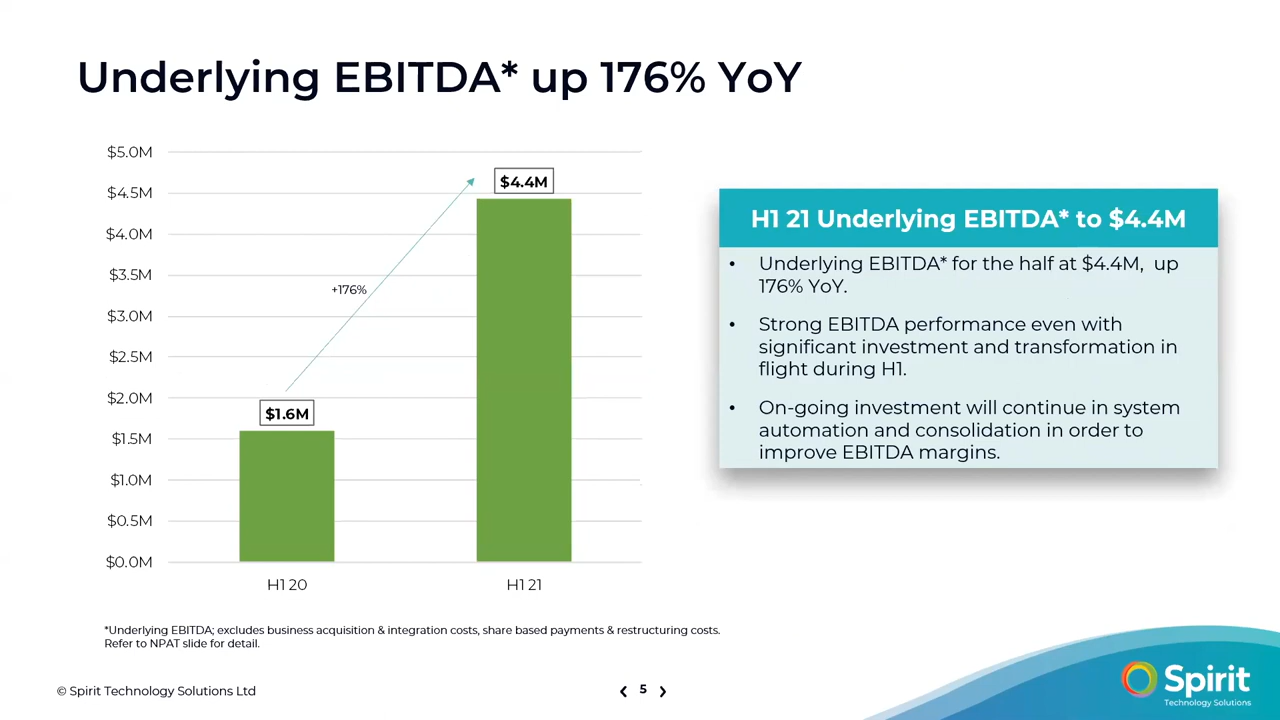 Underlying EBITDA* up 176% YoY
$5.0M
$4.5M
$4.0M
$3.5M
$3.0M
$2.5M
$2.0M
$1.5M
$1.0M
$0.5M
$0.0M
$4.4M
+176%
$1.6M
H1 20
H1 21
H1 21 Underlying EBITDA* to $4.4M
• Underlying EBITDA* for the half at $4.4M, up
176% YoY.
• Strong EBITDA performance even with
significant investment and transformation in
flight during H1.
• On-going investment will continue in system
automation and consolidation in order to
improve EBITDA margins.
*Underlying EBITDA; excludes business acquisition & integration costs, share based payments & restructuring costs.
Refer to NPAT slide for detail.
© Spirit Technology Solutions Ltd
5
Spirit
Technology Solutions